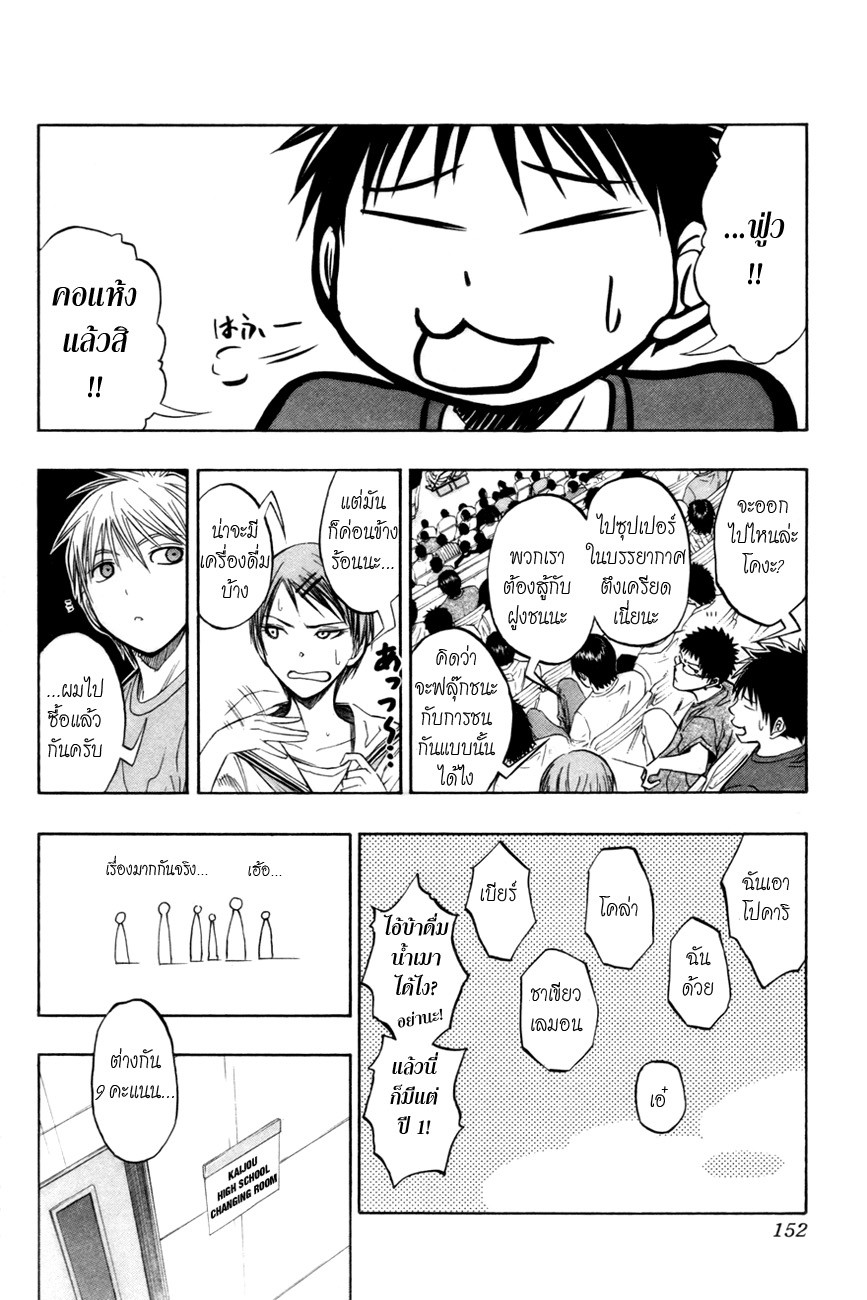 ...ฟู่ว
!!
คอแห้ง
แล้วสิ
!!
はふー
จะออก
ไปไหนล่ะ
โคงะ?
ไปซุปเปอร์
ในบรรยากาศ
ตึงเครียด
เนี่ยนะ
พวกเรา
ต้องสู้กับ
ฝูงชนนะ
คิดว่า
จะฟลุ๊กชนะ
กับการชน
กันแบบนั้น
ได้ไง
แต่มัน
ก็ค่อนข้าง
ร้อนนะ...
น่าจะมี
เครื่องดื่ม
บ้าง
あっつ〜...
...ผมไป
ซื้อแล้ว
กันครับ
ฉันเอา
โปคาริ
โคล่า
ฉัน
ด้วย
เบียร์
ชาเขียว
เลมอน
เอ๋
ไอ้บ้าดื่ม
น้ำเมา
ได้ไง?
อย่านะ!
แล้วนี่
ก็มีแต่
ปี 1!
เรื่องมากกันจริง...
เฮ้อ...
ต่างกัน
9 คะแนน...
KAIJOU
HIGH SCHOOL
CHANGING ROOM
152